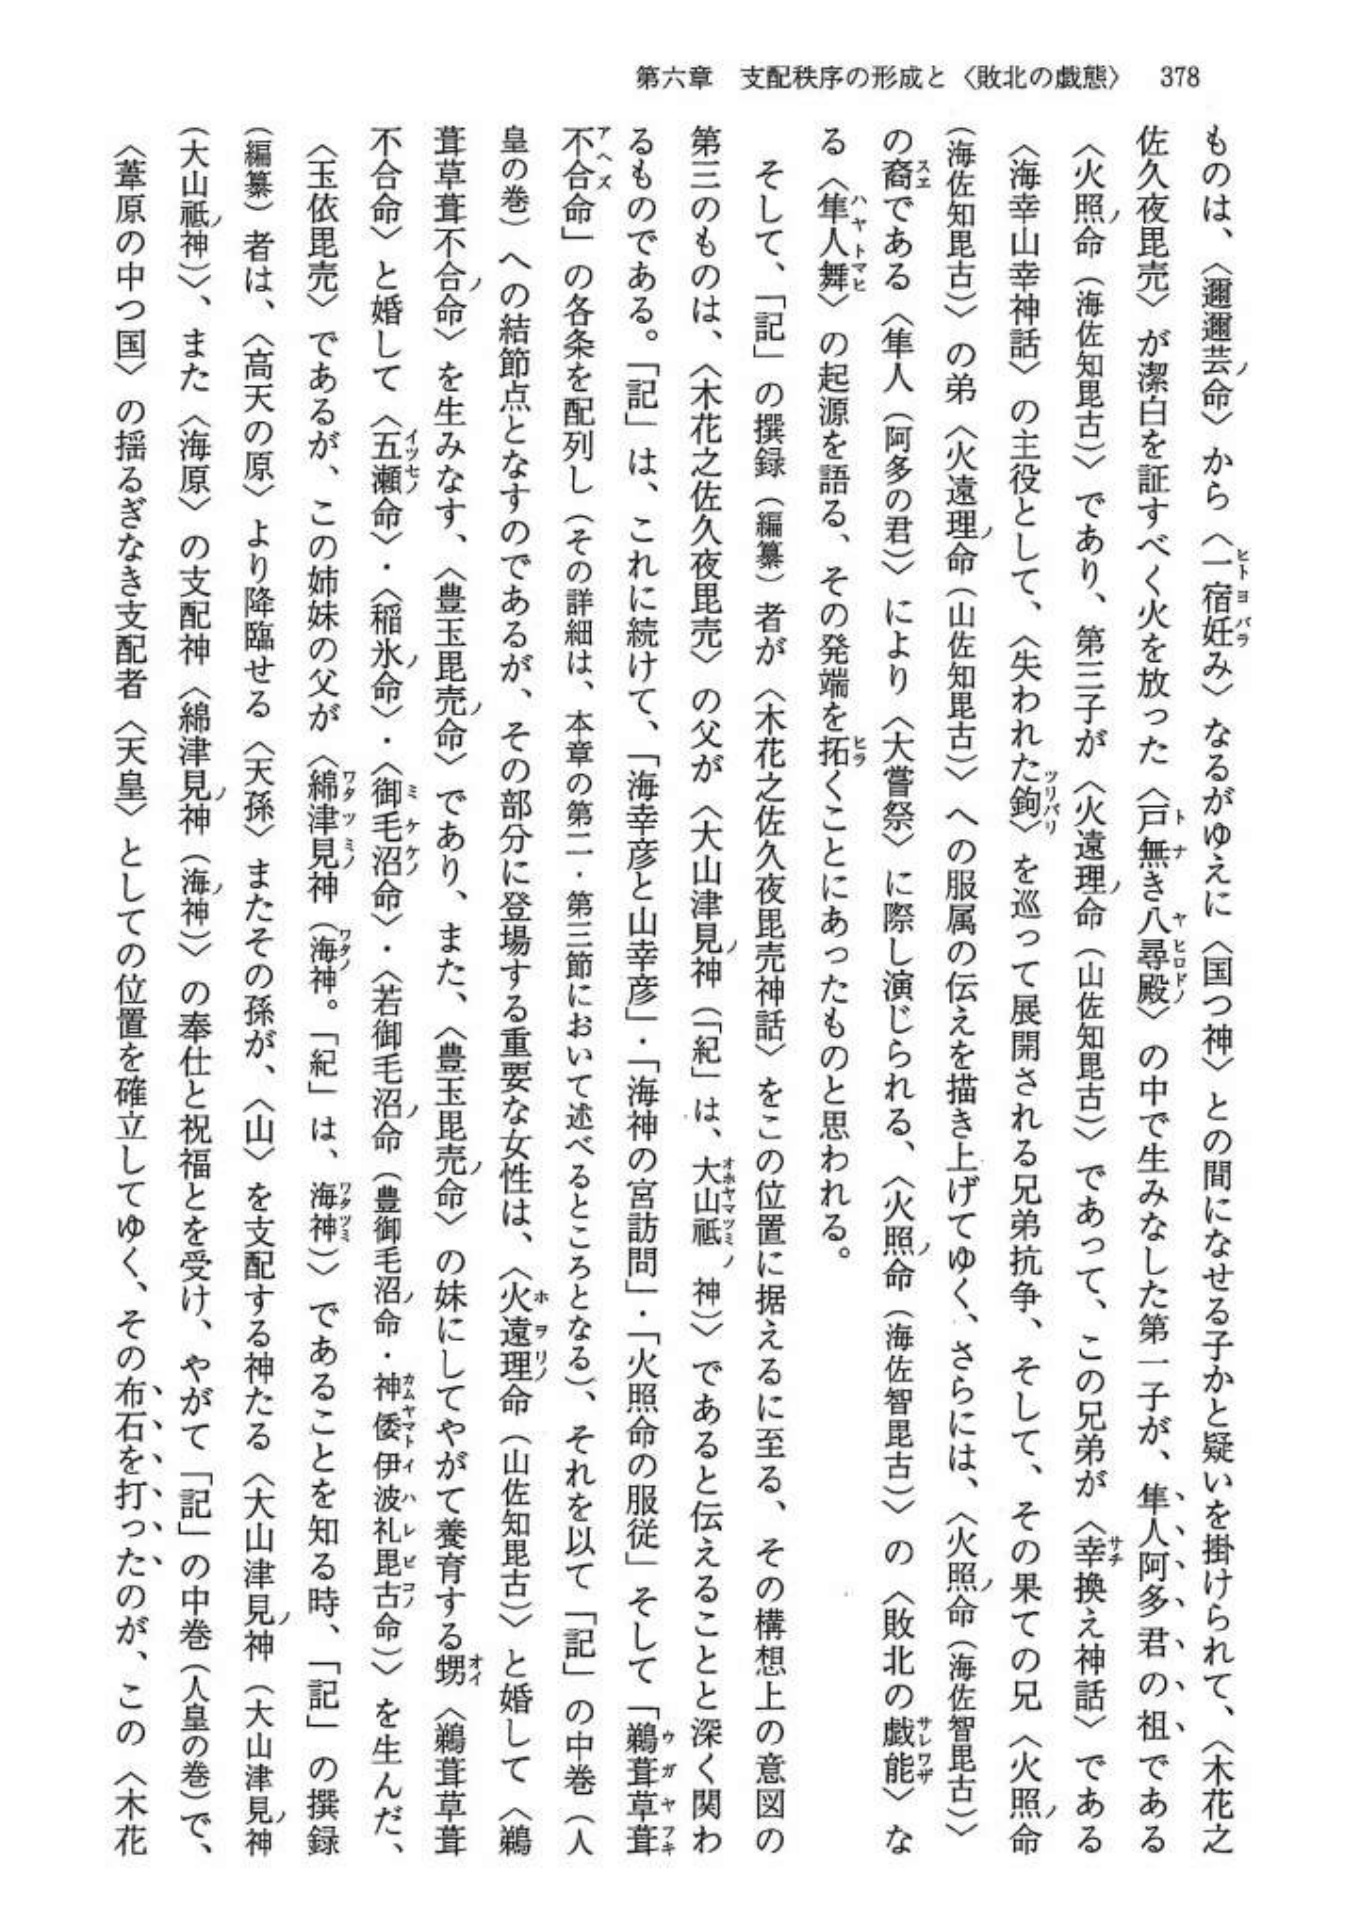 第六章　支配秩序の形成と〈敗北の戯態〉　378
ものは、〈邇邇芸ノ命〉から〈一宿妊み〉なるがゆえに〈国つ神〉との間になせる子かと疑いを掛けられて、〈木花之
佐久夜毘売〉が潔白を証すべく火を放った〈戸無き八尋殿〉の中で生みなした第一子が、隼人阿多君の祖である
〈火照ノ命（海佐知毘古）〉であり、第三子が〈火遠理ノ命（山佐知毘古）〉であって、この兄弟が〈幸換え神話〉である
〈海幸山幸神話〉の主役として、〈失われた鉤〉を巡って展開される兄弟抗争、そして、その果ての兄〈火照ノ命
（海佐知毘古）〉の弟〈火遠理ノ命（山佐知毘古）〉への服属の伝えを描き上げてゆく、さらには、〈火照ノ命（海佐智毘古）〉
の裔である〈隼人（阿多の君）〉により〈大嘗祭〉に際し演じられる、〈火照ノ命（海佐智毘古）〉の〈敗北の戯能〉な
る〈隼人舞〉の起源を語る、その発端を拓くことにあったものと思われる。
　そして、「記」の撰録（編纂）者が〈木花之佐久夜毘売神話〉をこの位置に据えるに至る、その構想上の意図の
第三のものは、〈木花之佐久夜毘売〉の父が〈大山津見ノ神（「紀」は、大山祗ノ神）〉であると伝えることと深く関わ
るものである。「記」は、これに続けて、「海幸彦と山幸彦」・「海神の宮訪問」・「火照命の服従」そして「鵜葺草葺
不合命」の各条を配列し（その詳細は、本章の第二・第三節において述べるところとなる）、それを以て「記」の中巻（人
皇の巻）への結節点となすのであるが、その部分に登場する重要な女性は、〈火遠理命（山佐知毘古）〉と婚して〈鵜
葺草葺不合ノ命〉を生みなす、〈豊玉毘売ノ命〉であり、また、〈豊玉毘売ノ命〉の妹にしてやがて養育する甥〈鵜葺草葺
不合命〉と婚して〈五瀬命〉・〈稲氷ノ命〉・〈御毛沼命〉・〈若御毛沼ノ命（豊御毛沼ノ命・神倭伊波礼毘古命）〉を生んだ、
〈玉依毘売〉であるが、この姉妹の父が〈綿津見神（海神。「紀」は、海神）〉であることを知る時、「記」の撰録
（編纂）者は、〈高天の原〉より降臨せる〈天孫〉またその孫が、〈山〉を支配する神たる〈大山津見ノ神（大山津見ノ神
（大山祗ノ神）〉、また〈海原〉の支配神〈綿津見ノ神（海ノ神）〉の奉仕と祝福とを受け、やがて「記」の中巻（人皇の巻）で、
〈葦原の中つ国〉の揺るぎなき支配者〈天皇〉としての位置を確立してゆく、その布石を打ったのが、この〈木花